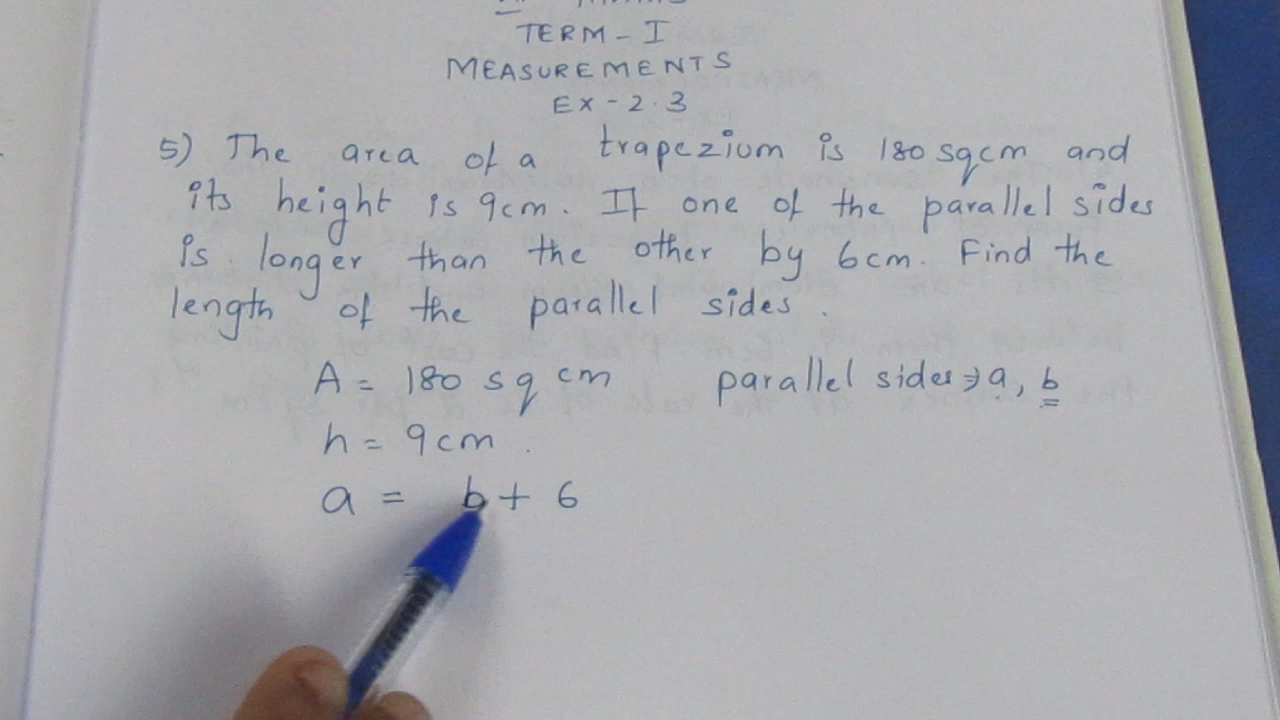 TERM - I
MEASUREMENTS
EX - 2.3
5) The area of a trapezium is 180 sqcm and
its height is 9cm. If one of the parallel sides
is longer than the other by 6cm. Find the
length of the parallel sides.
A = 180 sq cm parallel sides ⇒ a, b
h = 9cm.
a = b + 6